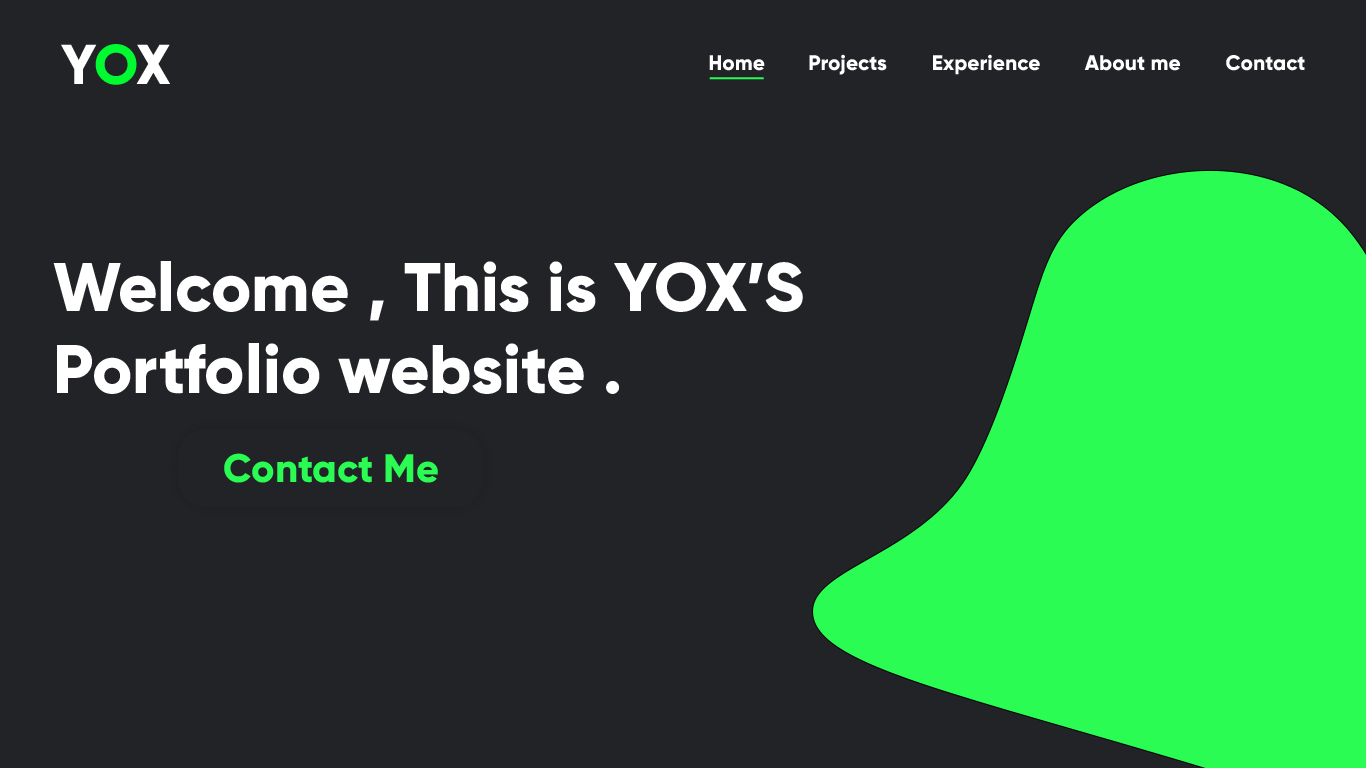 YOX
Home Projects Experience About me Contact
Welcome , This is YOX'S
Portfolio website .
Contact Me